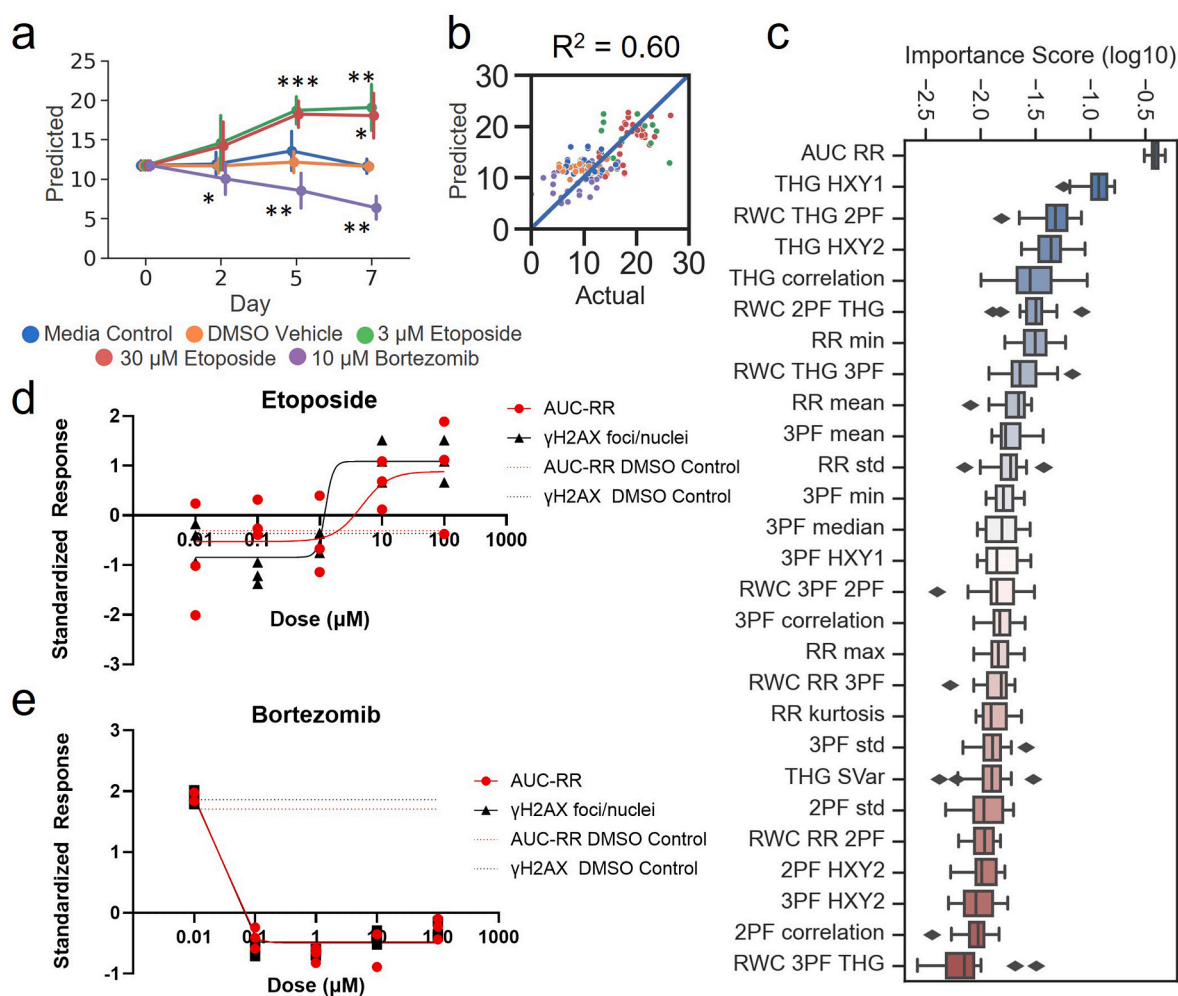 a
25
20
15
10
5
0
Predicted
***
**
*
*
**
**
0
2
5
7
Day
Media Control
DMSO Vehicle
3 μM Etoposide
30 μM Etoposide
10 μM Bortezomib
b
R² = 0.60
30
20
10
0
Predicted
0
10
20
30
Actual
c
Importance Score (log10)
−2.5
−2.0
−1.5
−1.0
−0.5
AUC RR
THG HXY1
RWC THG 2PF
THG HXY2
THG correlation
RWC 2PF THG
RR min
RWC THG 3PF
RR mean
3PF mean
RR std
3PF min
3PF median
3PF HXY1
RWC 3PF 2PF
3PF correlation
RR max
RWC RR 3PF
RR kurtosis
3PF std
THG SVar
2PF std
RWC RR 2PF
2PF HXY2
3PF HXY2
2PF correlation
RWC 3PF THG
d
Etoposide
2
1
0
-1
-2
-3
Standardized Response
0.01
0.1
1
10
100
1000
Dose (μM)
AUC-RR
γH2AX foci/nuclei
AUC-RR DMSO Control
γH2AX DMSO Control
e
Bortezomib
3
2
1
0
-1
Standardized Response
0.01
0.1
1
10
100
1000
Dose (μM)
AUC-RR
γH2AX foci/nuclei
AUC-RR DMSO Control
γH2AX DMSO Control